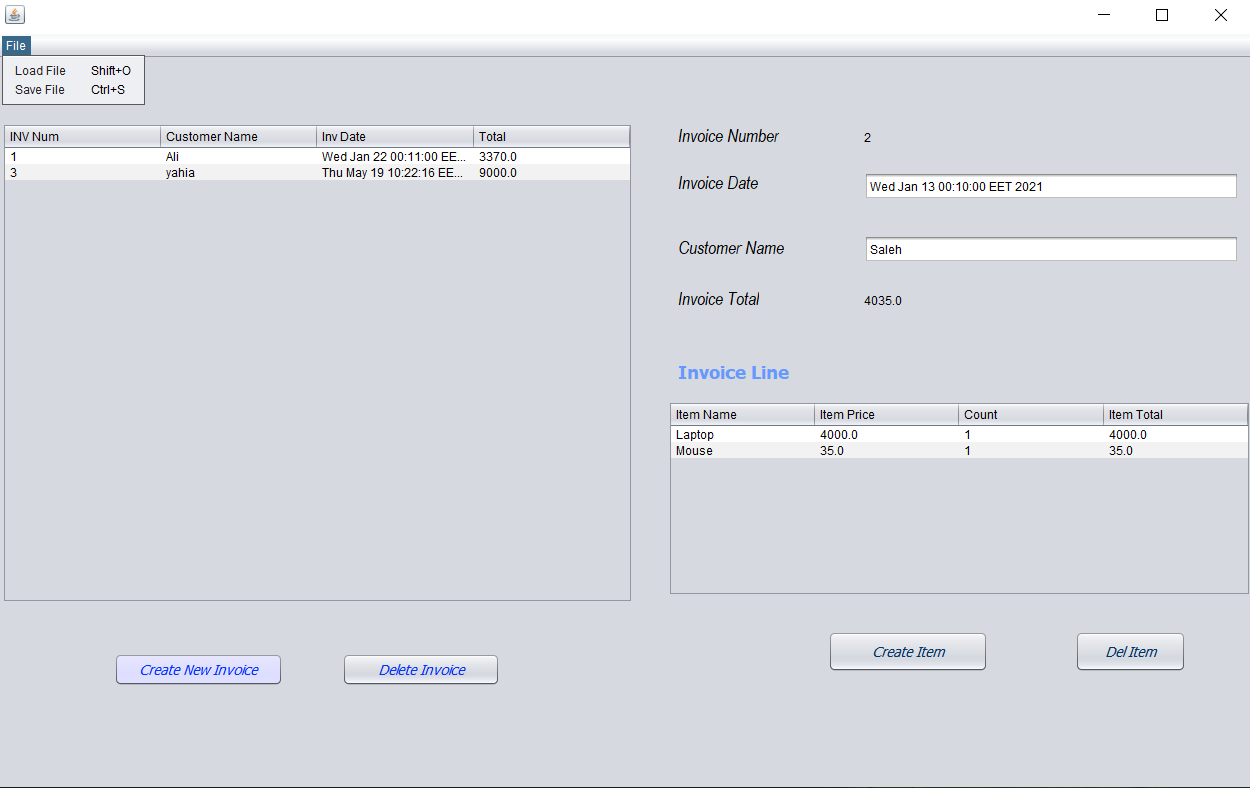 File
Load File Shift+O
Save File Ctrl+S
INV Num Customer Name Inv Date Total
1 Ali Wed Jan 22 00:11:00 EE... 3370.0
3 yahia Thu May 19 10:22:16 EE... 9000.0
Create New Invoice Delete Invoice
Invoice Number 2
Invoice Date Wed Jan 13 00:10:00 EET 2021
Customer Name Saleh
Invoice Total 4035.0
Invoice Line
Item Name Item Price Count Item Total
Laptop 4000.0 1 4000.0
Mouse 35.0 1 35.0
Create Item Del Item